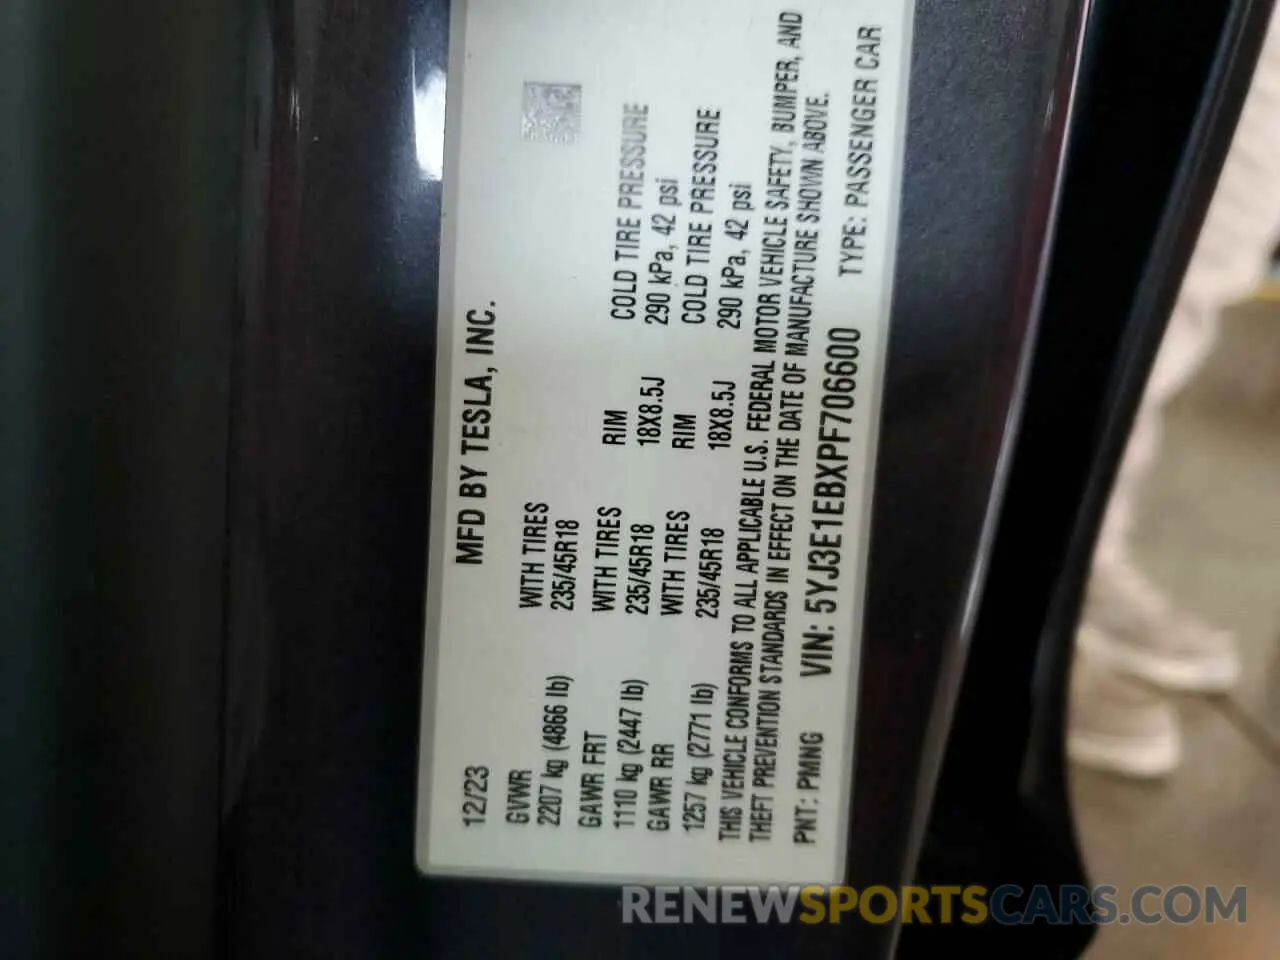 MFD BY TESLA, INC.
12/23
GVWR
2207 kg (4866 lb)
WITH TIRES
235/45R18
GAWR FRT
1110 kg (2447 lb)
WITH TIRES
235/45R18
RIM
18X8.5J
COLD TIRE PRESSURE
290 kPa, 42 psi
GAWR RR
1257 kg (2771 lb)
WITH TIRES
235/45R18
RIM
18X8.5J
COLD TIRE PRESSURE
290 kPa, 42 psi
THIS VEHICLE CONFORMS TO ALL APPLICABLE U.S. FEDERAL MOTOR VEHICLE SAFETY, BUMPER, AND
THEFT PREVENTION STANDARDS IN EFFECT ON THE DATE OF MANUFACTURE SHOWN ABOVE.
PNT: PMNG
VIN: 5YJ3E1EBXPF706600
TYPE: PASSENGER CAR
RENEWSPORTSCARS.COM